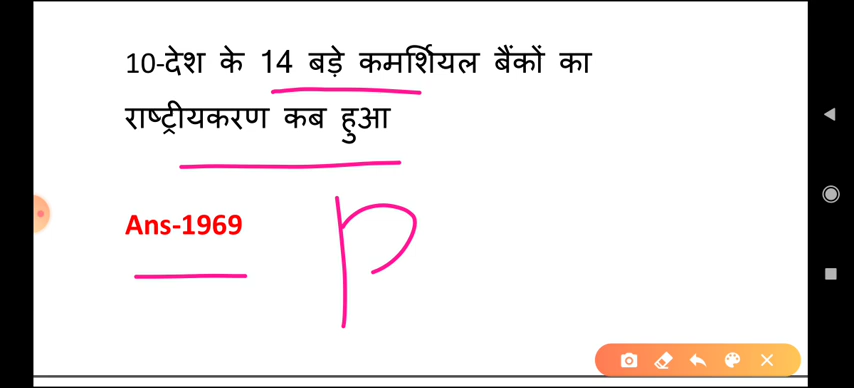 10-देश के 14 बड़े कमर्शियल बैंकों का
राष्ट्रीयकरण कब हुआ
Ans-1969
p